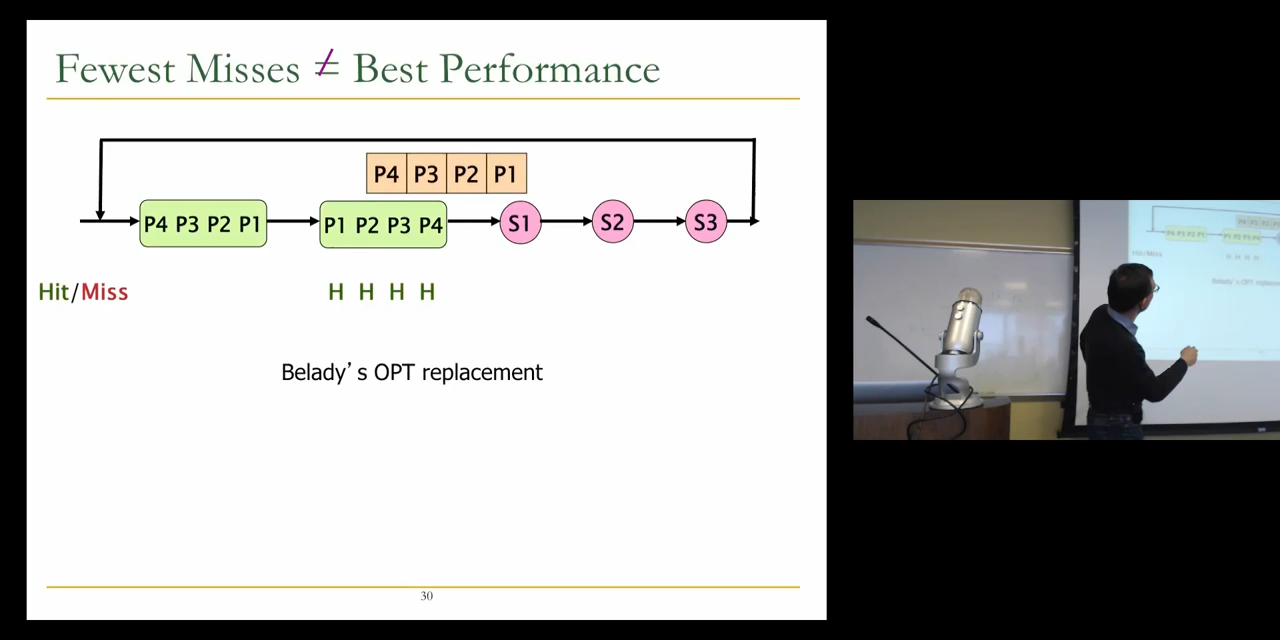 Fewest Misses ≠ Best Performance
P4 P3 P2 P1
P4 P3 P2 P1 P1 P2 P3 P4 S1 S2 S3
Hit/Miss H H H H
Belady's OPT replacement
30